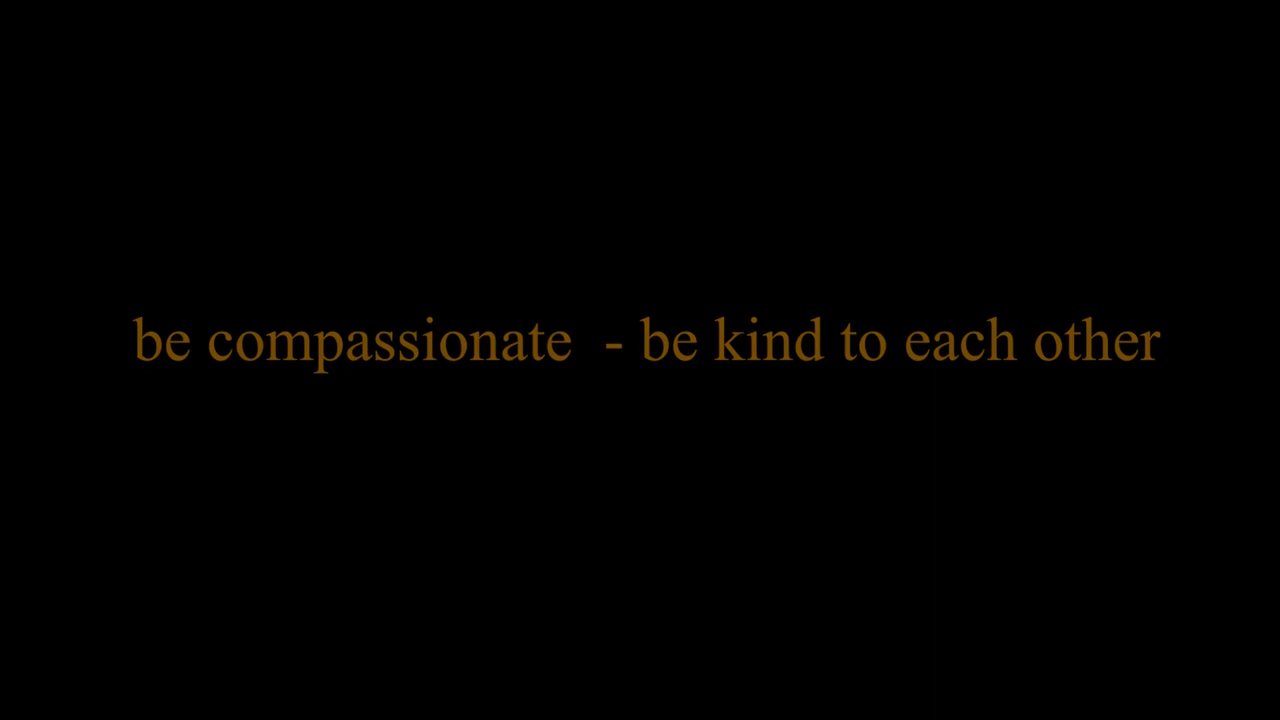 be compassionate  - be kind to each other